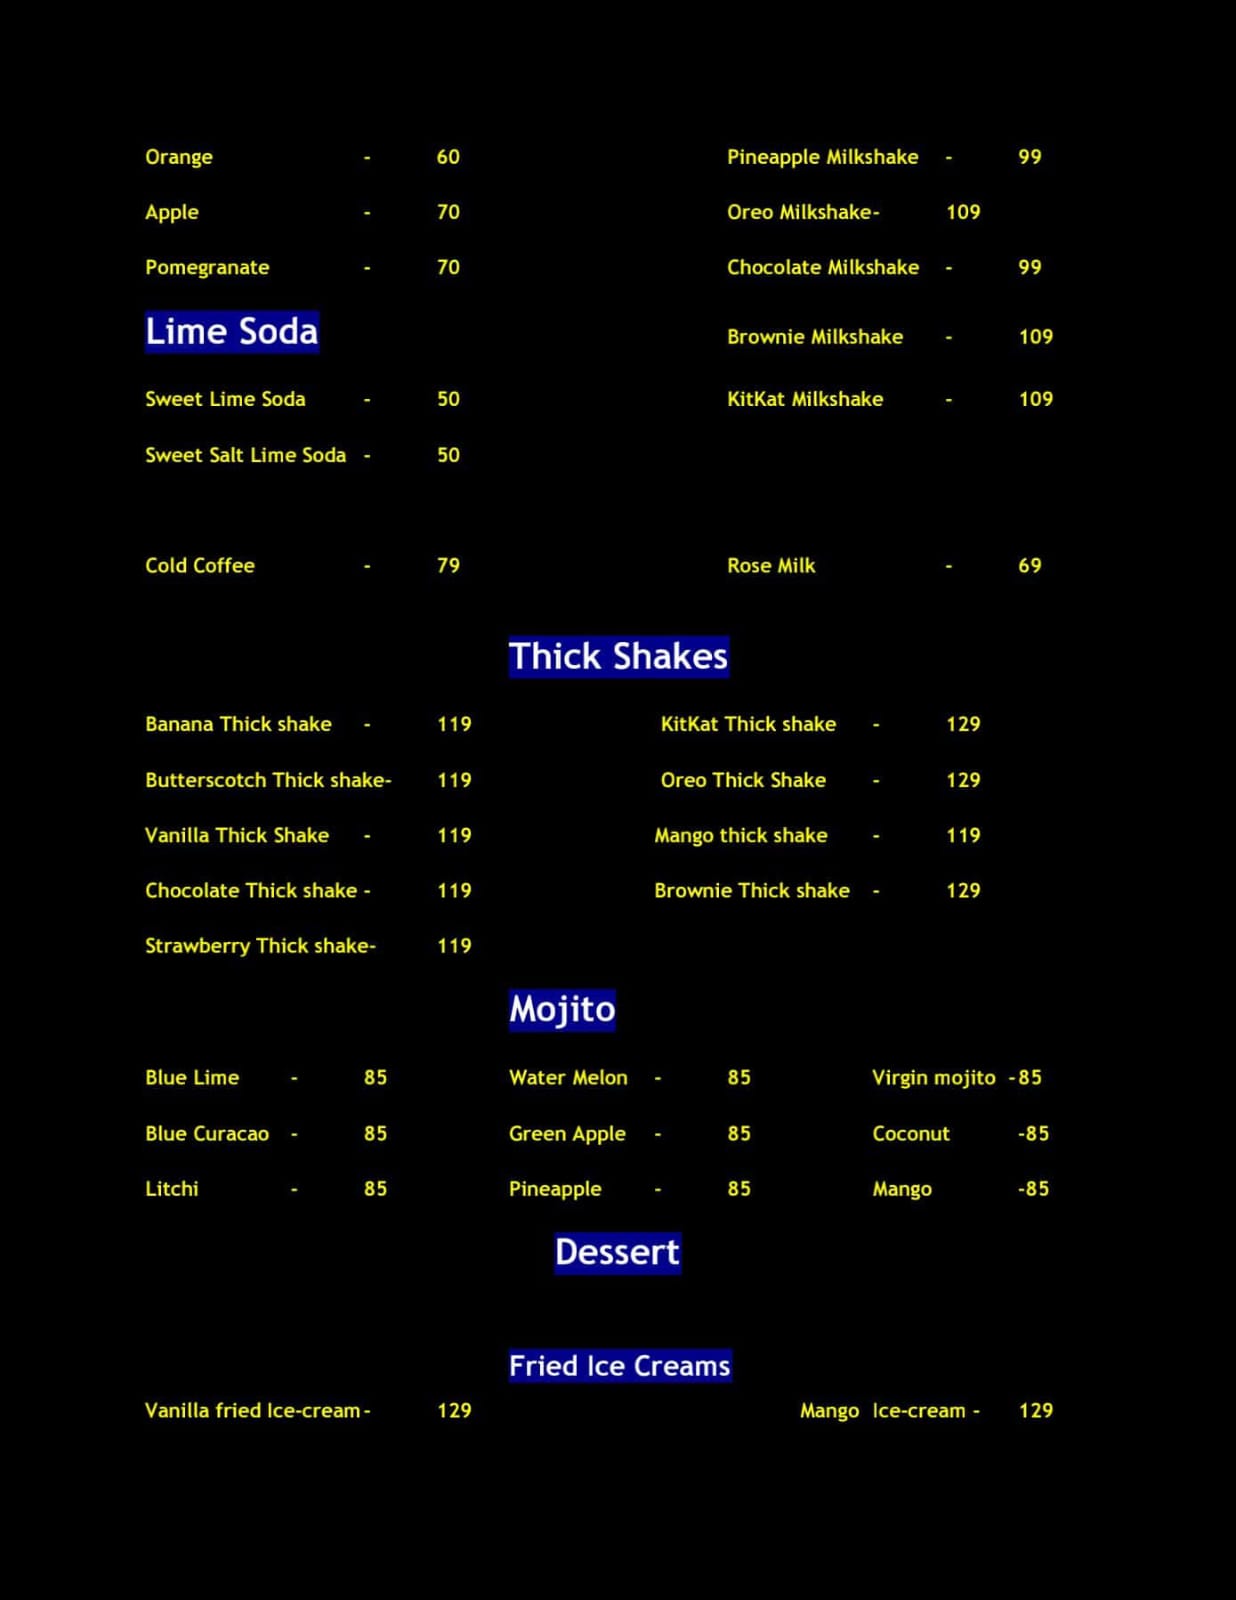 Orange - 60 Pineapple Milkshake - 99
Apple - 70 Oreo Milkshake- 109
Pomegranate - 70 Chocolate Milkshake - 99
Lime Soda Brownie Milkshake - 109
Sweet Lime Soda - 50 KitKat Milkshake - 109
Sweet Salt Lime Soda - 50
Cold Coffee - 79 Rose Milk - 69
Thick Shakes
Banana Thick shake - 119 KitKat Thick shake - 129
Butterscotch Thick shake- 119 Oreo Thick Shake - 129
Vanilla Thick Shake - 119 Mango thick shake - 119
Chocolate Thick shake - 119 Brownie Thick shake - 129
Strawberry Thick shake- 119
Mojito
Blue Lime - 85 Water Melon - 85 Virgin mojito -85
Blue Curacao - 85 Green Apple - 85 Coconut -85
Litchi - 85 Pineapple - 85 Mango -85
Dessert
Fried Ice Creams
Vanilla fried Ice-cream - 129 Mango Ice-cream - 129